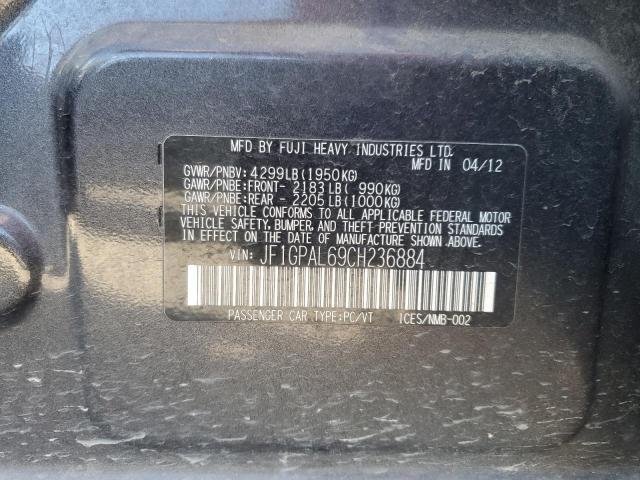 MFD BY FUJI HEAVY INDUSTRIES LTD.
MFD IN 04/12
GVWR/PNBV: 4299LB(1950KG)
GAWR/PNBE:FRONT- 2183LB( 990KG)
GAWR/PNBE:REAR - 2205LB(1000KG)
THIS VEHICLE CONFORMS TO ALL APPLICABLE FEDERAL MOTOR
VEHICLE SAFETY, BUMPER, AND THEFT PREVENTION STANDARDS
IN EFFECT ON THE DATE OF MANUFACTURE SHOWN ABOVE.
VIN: JF1GPAL69CH236884
PASSENGER CAR TYPE:PC/VT ICES/NMB-002